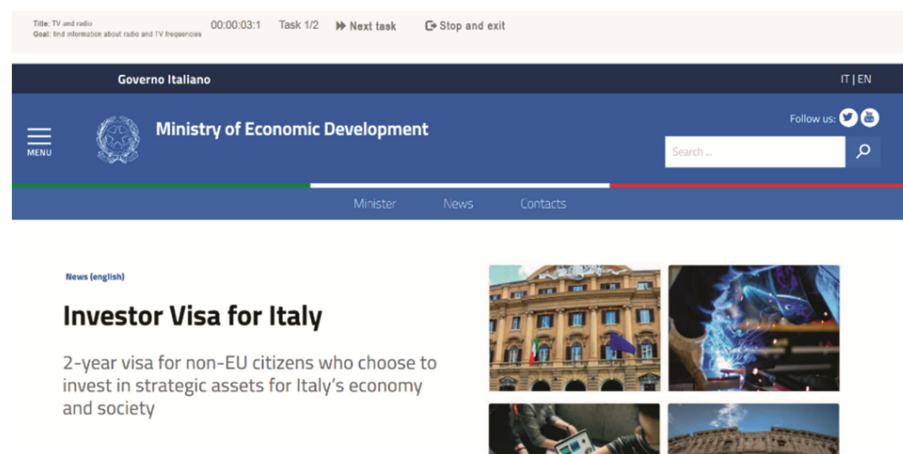 Title: TV and radio
Goal: find information about radio and TV frequencies
00:00:03:1 Task 1/2 Next task Stop and exit
Governo Italiano IT | EN
MENU
Ministry of Economic Development
Follow us:
Search ...
Minister News Contacts
News (english)
Investor Visa for Italy
2-year visa for non-EU citizens who choose to
invest in strategic assets for Italy's economy
and society